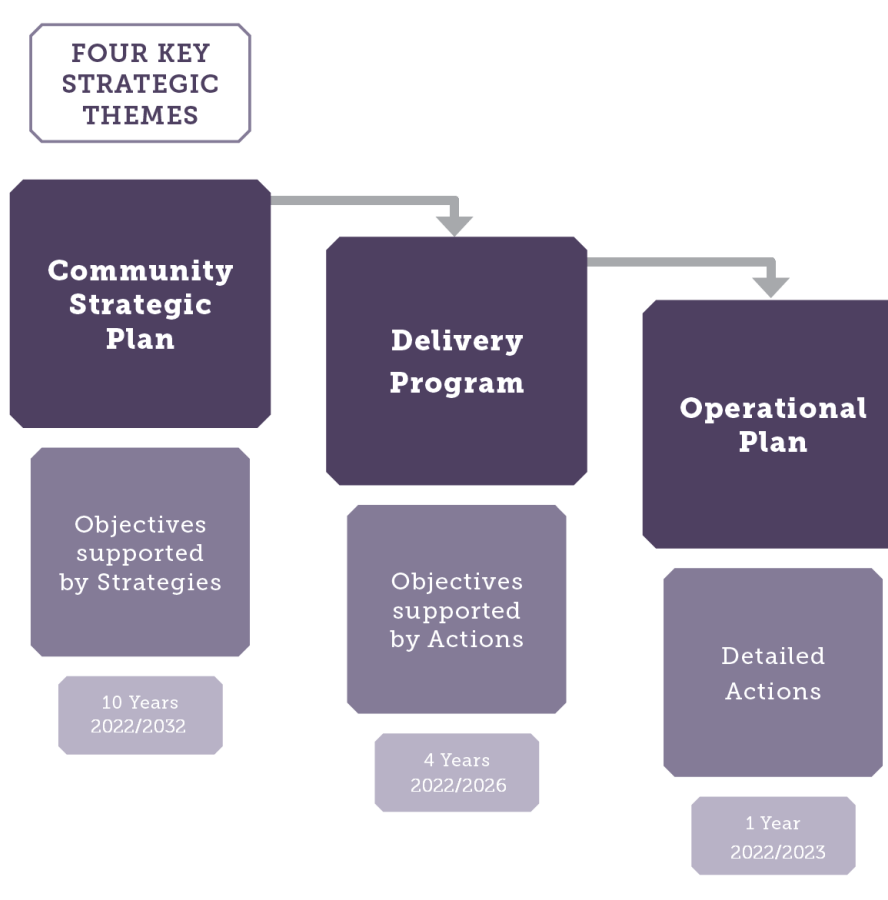 FOUR KEY
STRATEGIC
THEMES
Community
Strategic
Plan
Objectives
supported
by Strategies
10 Years
2022/2032
Delivery
Program
Objectives
supported
by Actions
4 Years
2022/2026
Operational
Plan
Detailed
Actions
1 Year
2022/2023